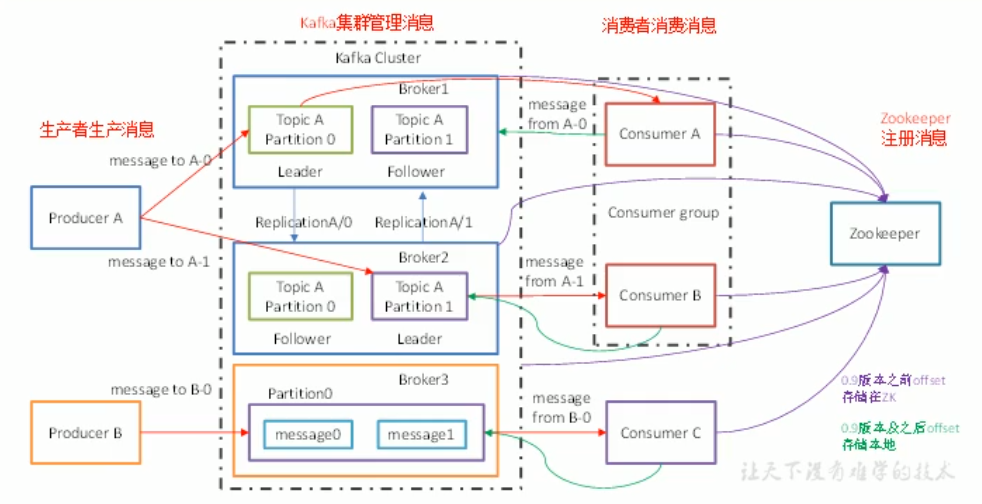 Kafka集群管理消息
消费者消费消息
Kafka Cluster
生产者生产消息
Zookeeper
注册消息
Broker1
Topic A
Partition 0
Topic A
Partition 1
Leader
Follower
message
from A-0
Consumer A
message to A-0
Producer A
message to A-1
ReplicationA/0
ReplicationA/1
Consumer group
Zookeeper
Broker2
Topic A
Partition 0
Topic A
Partition 1
Follower
Leader
message
from A-1
Consumer B
message to B-0
Producer B
Broker3
Partition0
message0
message1
message
from B-0
Consumer C
0.9版本之前offset
存储在ZK
0.9版本及之后offset
存储本地
让天下没有难学的技术